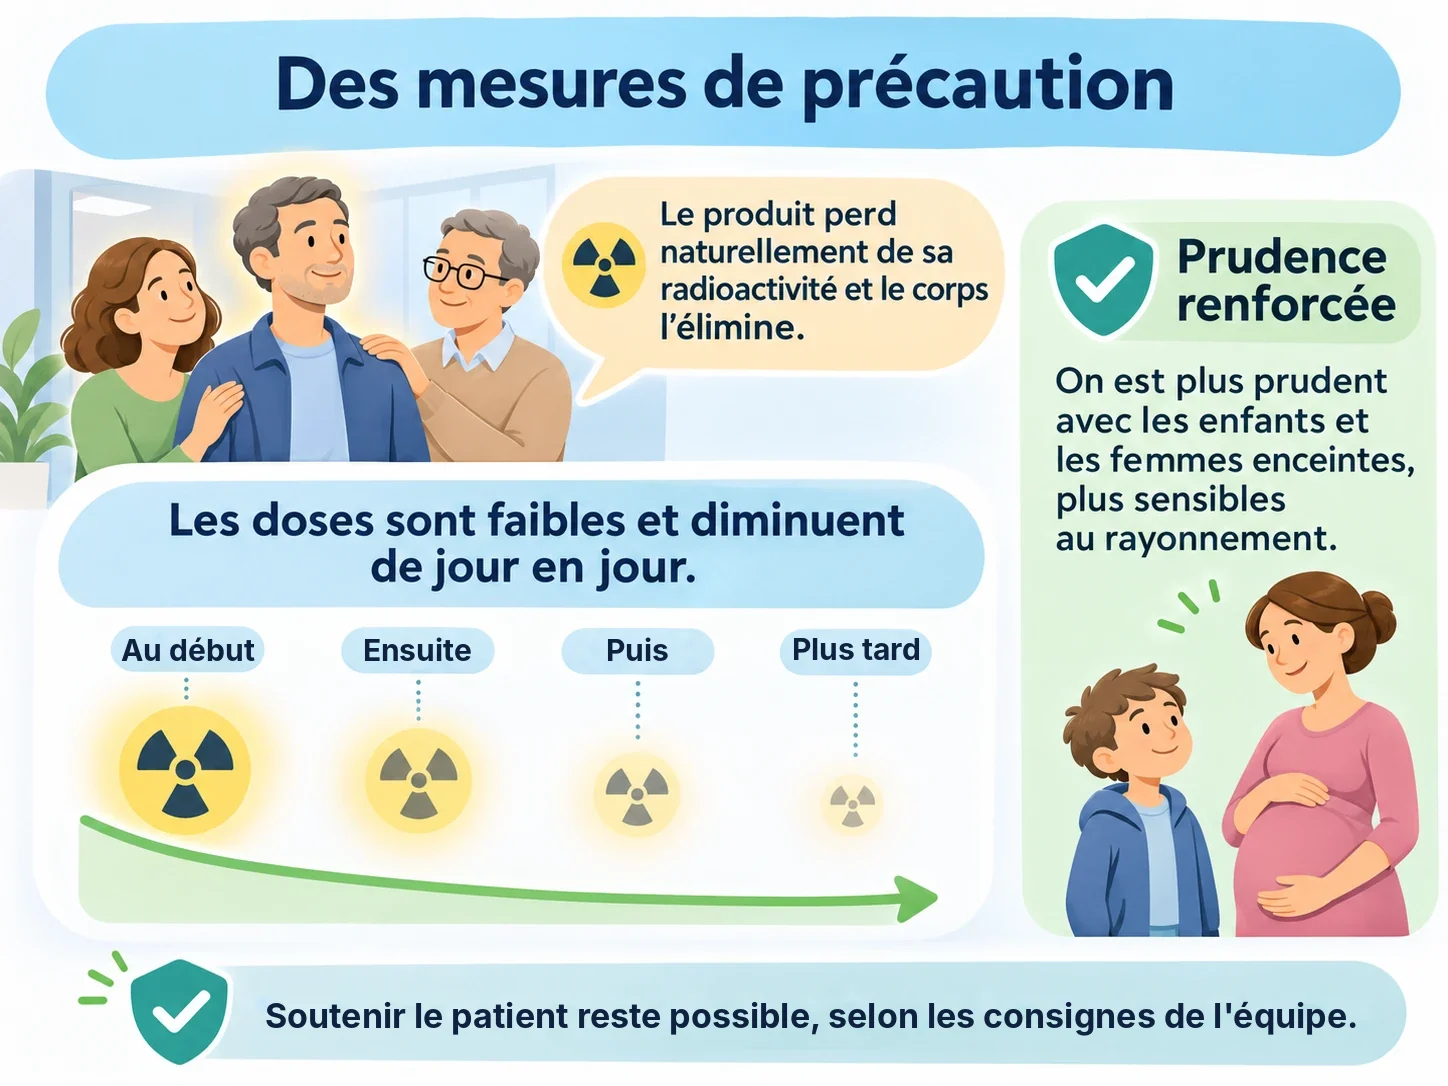 Des mesures de précaution
Le produit perd
naturellement de sa
radioactivité et le corps
l’élimine.
Prudence
renforcée
On est plus prudent
avec les enfants et
les femmes enceintes,
plus sensibles
au rayonnement.
Les doses sont faibles et diminuent
de jour en jour.
Au début
Ensuite
Puis
Plus tard
Soutenir le patient reste possible, selon les consignes de l'équipe.